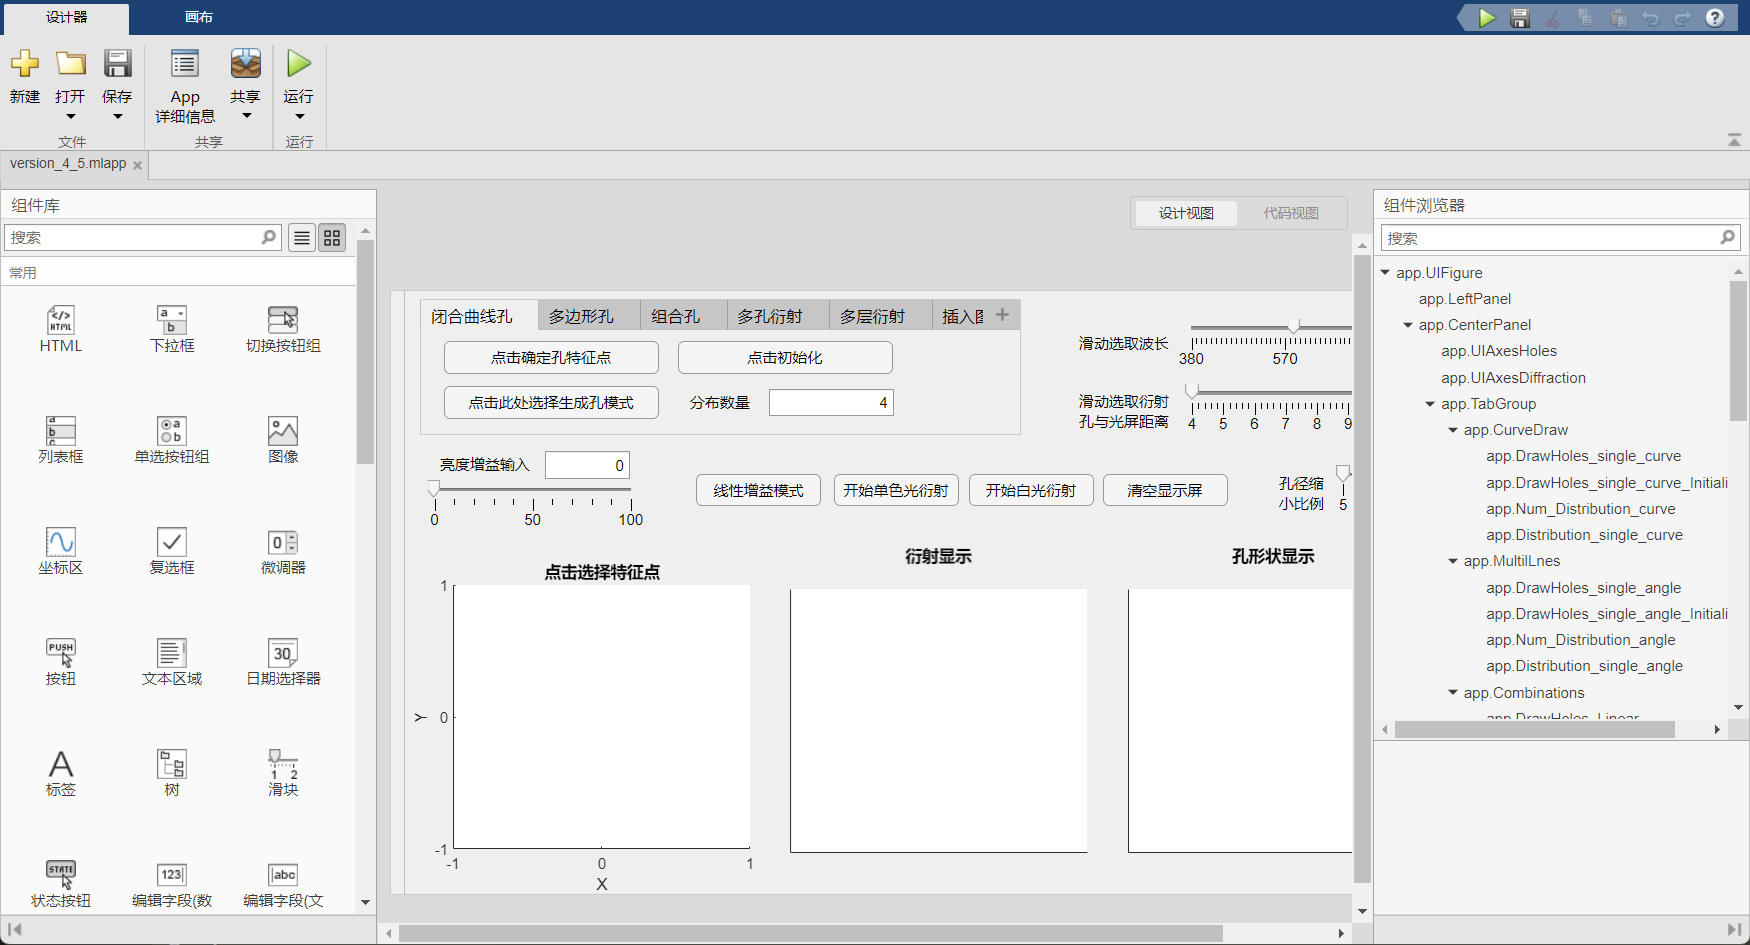 设计器
画布
新建
打开
保存
App
详细信息
共享
运行
文件
共享
运行
version_4_5.mlapp
组件库
搜索
常用
HTML
下拉框
切换按钮组
列表框
单选按钮组
图像
坐标区
复选框
微调器
按钮
文本区域
日期选择器
标签
树
滑块
状态按钮
编辑字段(数
编辑字段(文
设计视图
代码视图
闭合曲线孔
多边形孔
组合孔
多孔衍射
多层衍射
插入图
点击确定孔特征点
点击初始化
点击此处选择生成孔模式
分布数量
4
滑动选取波长
380
570
滑动选取衍射
孔与光屏距离
4 5 6 7 8 9
亮度增益输入
0
0 50 100
线性增益模式
开始单色光衍射
开始白光衍射
清空显示屏
孔径缩
小比例
5
点击选择特征点
1
0
-1
Y
-1 0 1
X
衍射显示
孔形状显示
组件浏览器
搜索
app.UIFigure
app.LeftPanel
app.CenterPanel
app.UIAxesHoles
app.UIAxesDiffraction
app.TabGroup
app.CurveDraw
app.DrawHoles_single_curve
app.DrawHoles_single_curve_Initiali
app.Num_Distribution_curve
app.Distribution_single_curve
app.MultilLnes
app.DrawHoles_single_angle
app.DrawHoles_single_angle_Initiali
app.Num_Distribution_angle
app.Distribution_single_angle
app.Combinations
app.DrawHoles_Linear